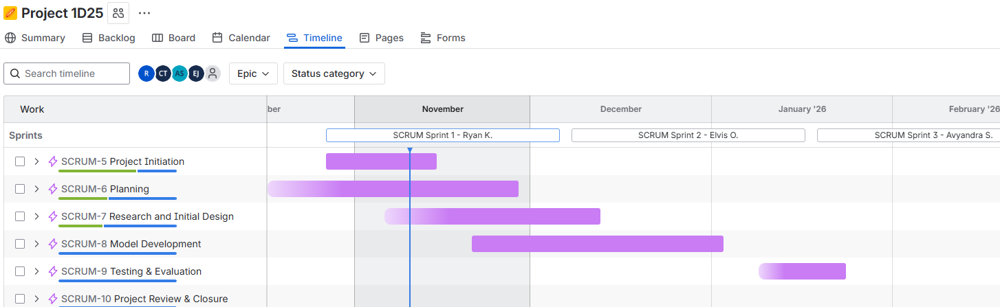 Project 1D25
Summary Backlog Board Calendar Timeline Pages Forms
Search timeline R CT AS EJ Epic Status category
Work ber November December January '26 February '26
Sprints SCRUM Sprint 1 - Ryan K. SCRUM Sprint 2 - Elvis O. SCRUM Sprint 3 - Avyandra S.
SCRUM-5 Project Initiation
SCRUM-6 Planning
SCRUM-7 Research and Initial Design
SCRUM-8 Model Development
SCRUM-9 Testing & Evaluation
SCRUM-10 Project Review & Closure